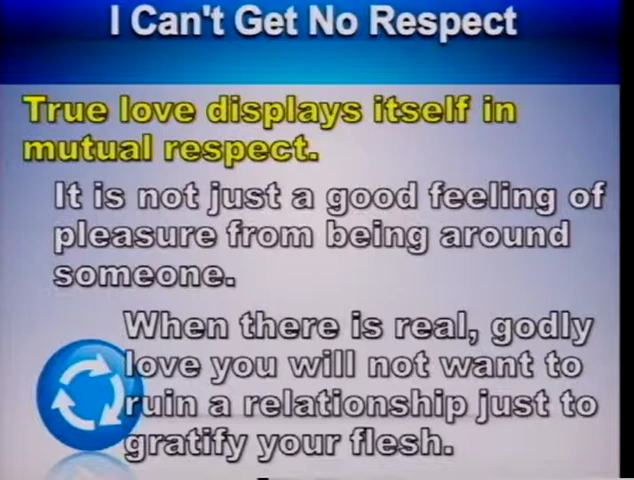 I Can't Get No Respect
True love displays itself in
mutual respect.
It is not just a good feeling of
pleasure from being around
someone.
When there is real, godly
love you will not want to
ruin a relationship just to
gratify your flesh.